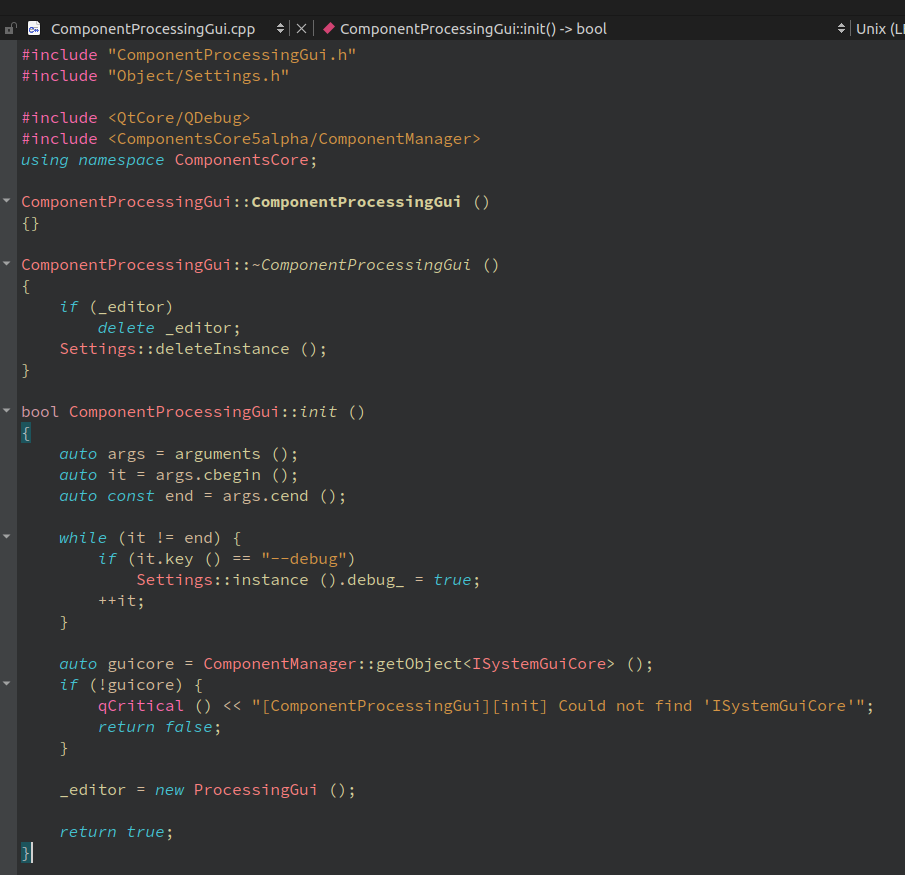 ComponentProcessingGui.cpp ComponentProcessingGui::init() -> bool Unix (L
#include "ComponentProcessingGui.h"
#include "Object/Settings.h"
#include <QtCore/QDebug>
#include <ComponentsCore5alpha/ComponentManager>
using namespace ComponentsCore;
ComponentProcessingGui::ComponentProcessingGui ()
{}
ComponentProcessingGui::~ComponentProcessingGui ()
{
    if (_editor)
        delete _editor;
    Settings::deleteInstance ();
}
bool ComponentProcessingGui::init ()
{
    auto args = arguments ();
    auto it = args.cbegin ();
    auto const end = args.cend ();
    while (it != end) {
        if (it.key () == "--debug")
            Settings::instance ().debug_ = true;
        ++it;
    }
    auto guicore = ComponentManager::getObject<ISystemGuiCore> ();
    if (!guicore) {
        qCritical () << "[ComponentProcessingGui][init] Could not find 'ISystemGuiCore'";
        return false;
    }
    _editor = new ProcessingGui ();
    return true;
}